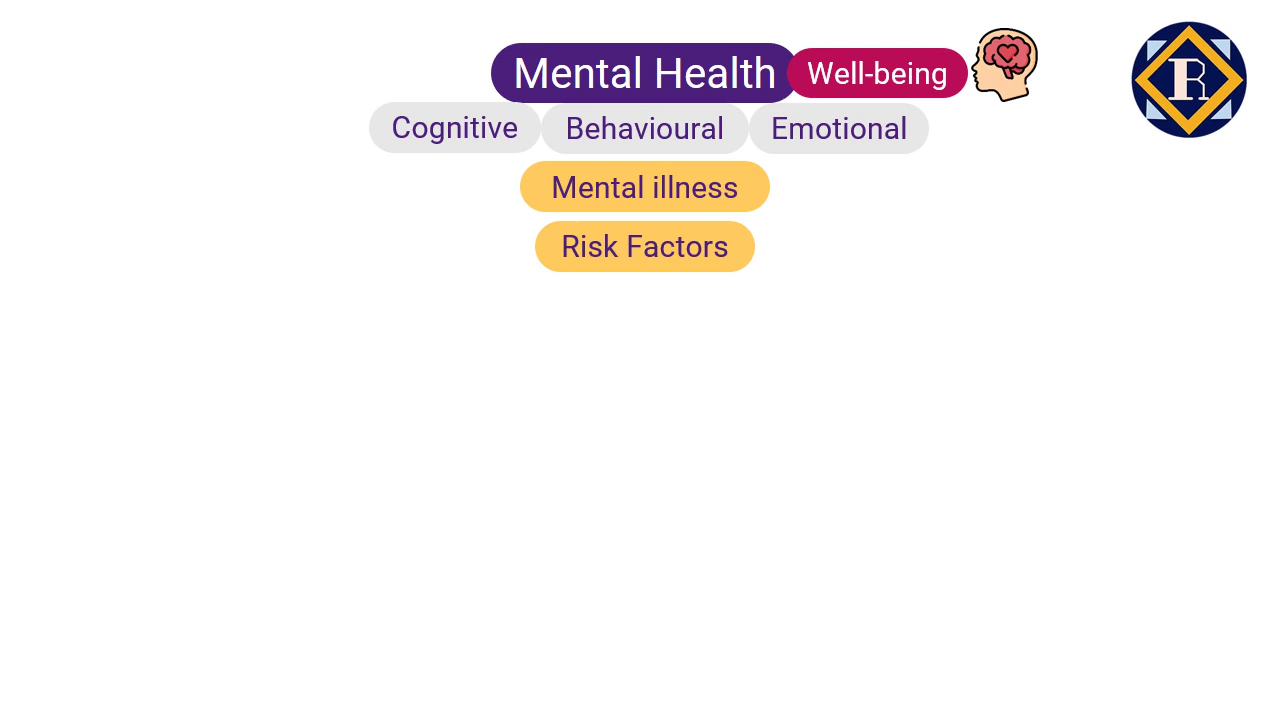 Mental Health Well-being
Cognitive Behavioural Emotional
Mental illness
Risk Factors
R